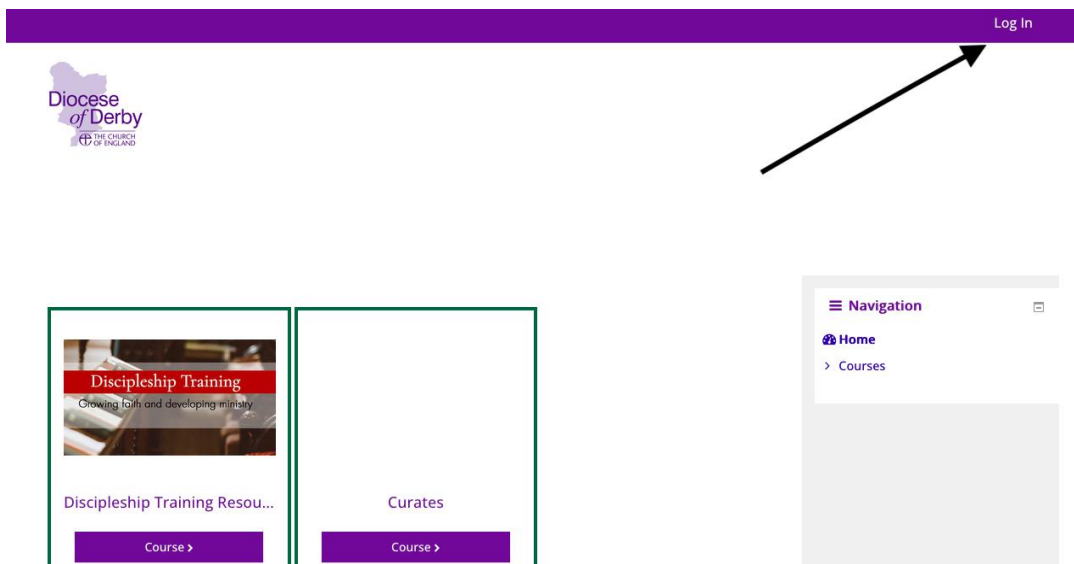 Log In
Diocese
of Derby
THE CHURCH
OF ENGLAND
Navigation
Home
Courses
Discipleship Training
Growing faith and developing ministry
Discipleship Training Resou...
Curates
Course
Course